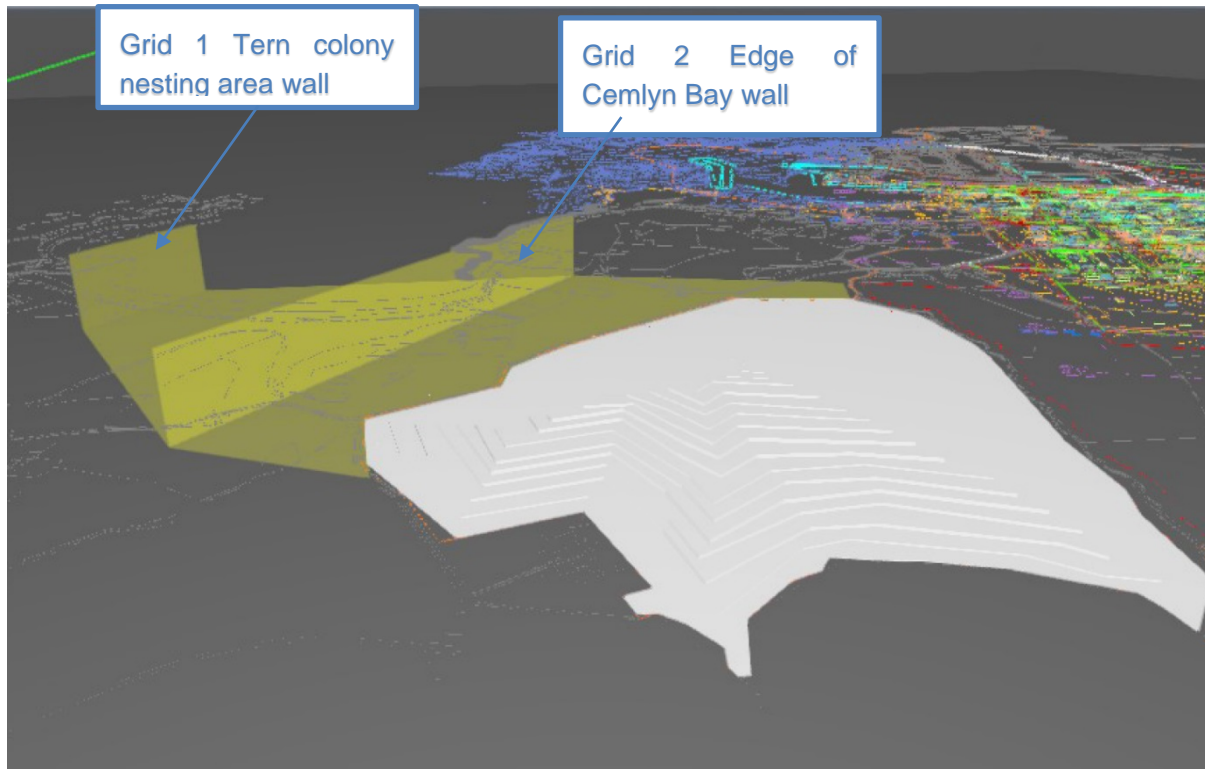 Grid 1 Tern colony
nesting area wall
Grid 2 Edge of
Cemlyn Bay wall